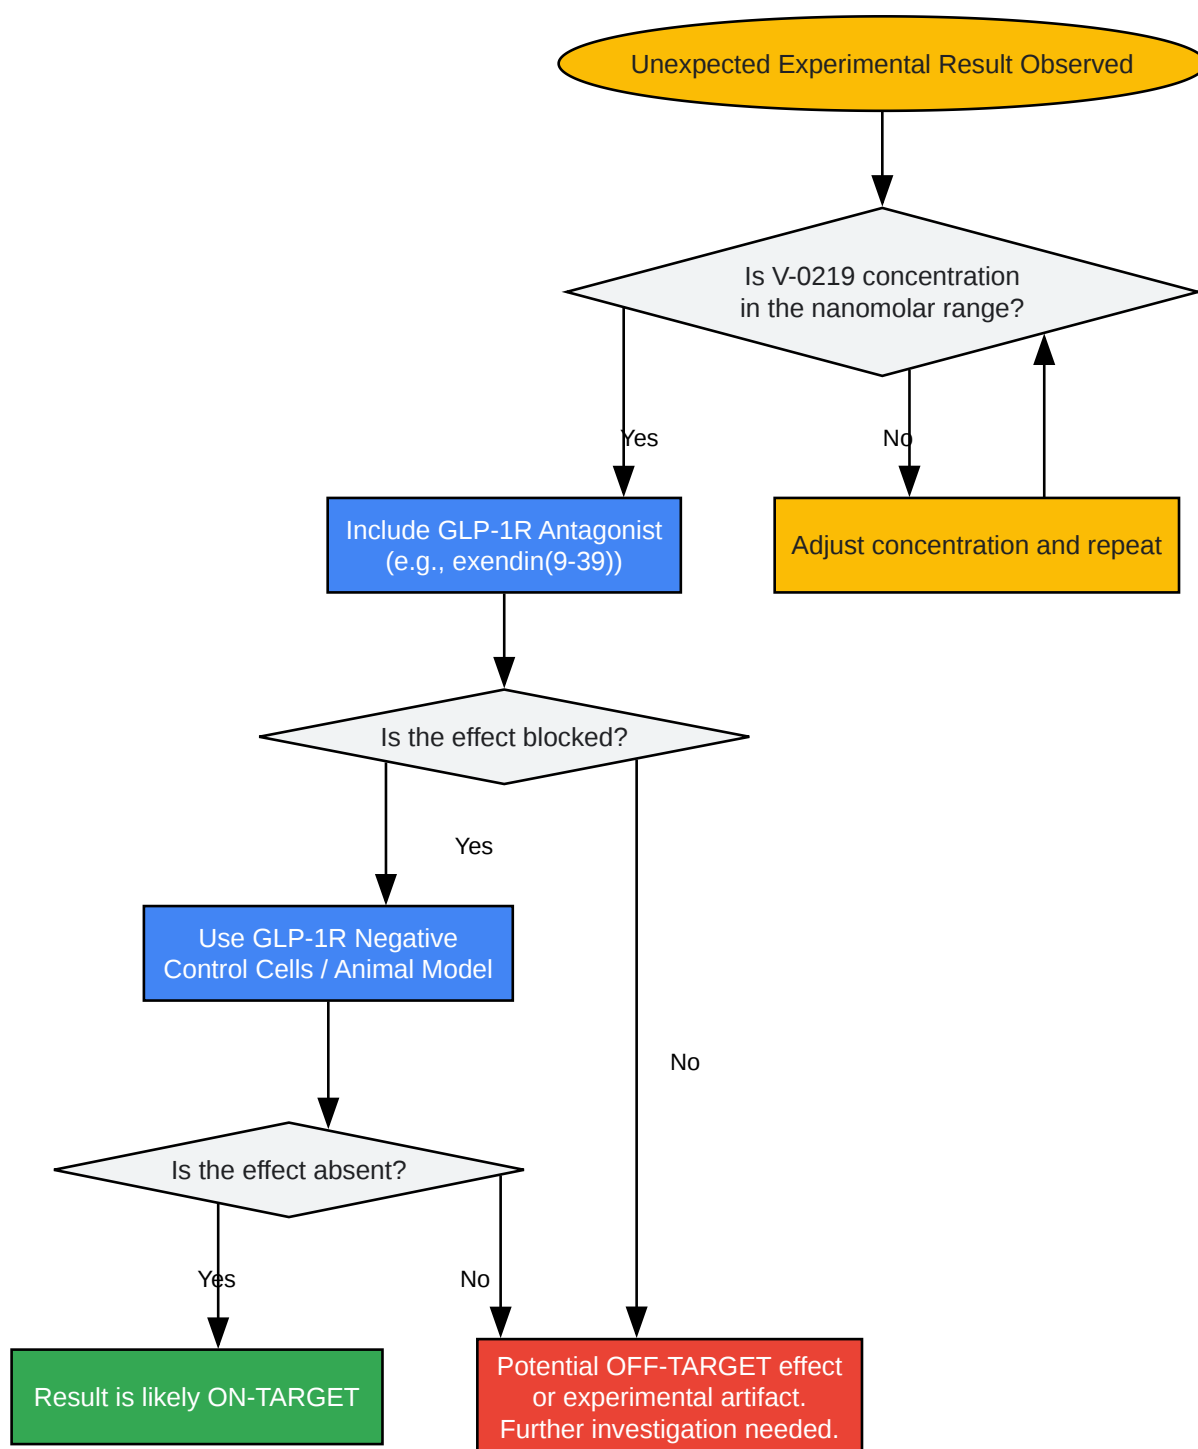 Unexpected Experimental Result Observed
Is V-0219 concentration
in the nanomolar range?
Yes
No
Include GLP-1R Antagonist
(e.g., exendin(9-39))
Adjust concentration and repeat
Is the effect blocked?
Yes
Use GLP-1R Negative
Control Cells / Animal Model
No
Is the effect absent?
Yes
No
Result is likely ON-TARGET
Potential OFF-TARGET effect
or experimental artifact.
Further investigation needed.